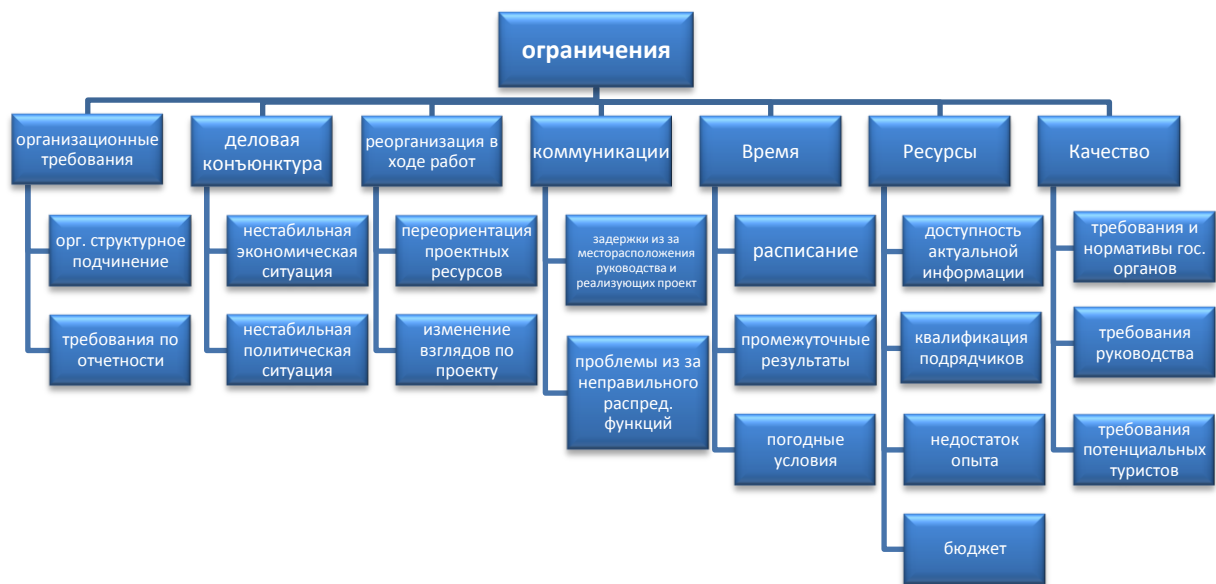 ограничения
организационные
требования
орг. структурное
подчинение
требования по
отчетности
деловая
конъюнктура
нестабильная
экономическая
ситуация
нестабильная
политическая
ситуация
реорганизация в
ходе работ
переориентация
проектных
ресурсов
изменение
взглядов по
проекту
коммуникации
задержки из за
месторасположения
руководства и
реализующих проект
проблемы из за
неправильного
распред.
функций
Время
расписание
промежуточные
результаты
погодные
условия
Ресурсы
доступность
актуальной
информации
квалификация
подрядчиков
недостаток
опыта
бюджет
Качество
требования и
нормативы гос.
органов
требования
руководства
требования
потенциальных
туристов